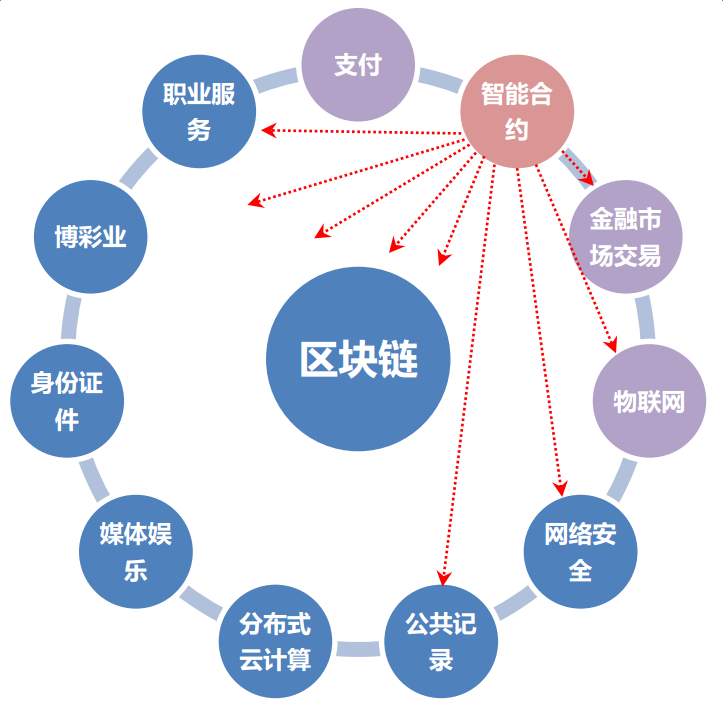 支付
智能合
约
金融市
场交易
物联网
网络安
全
公共记
录
分布式
云计算
媒体娱
乐
身份证
件
博彩业
职业服
务
区块链